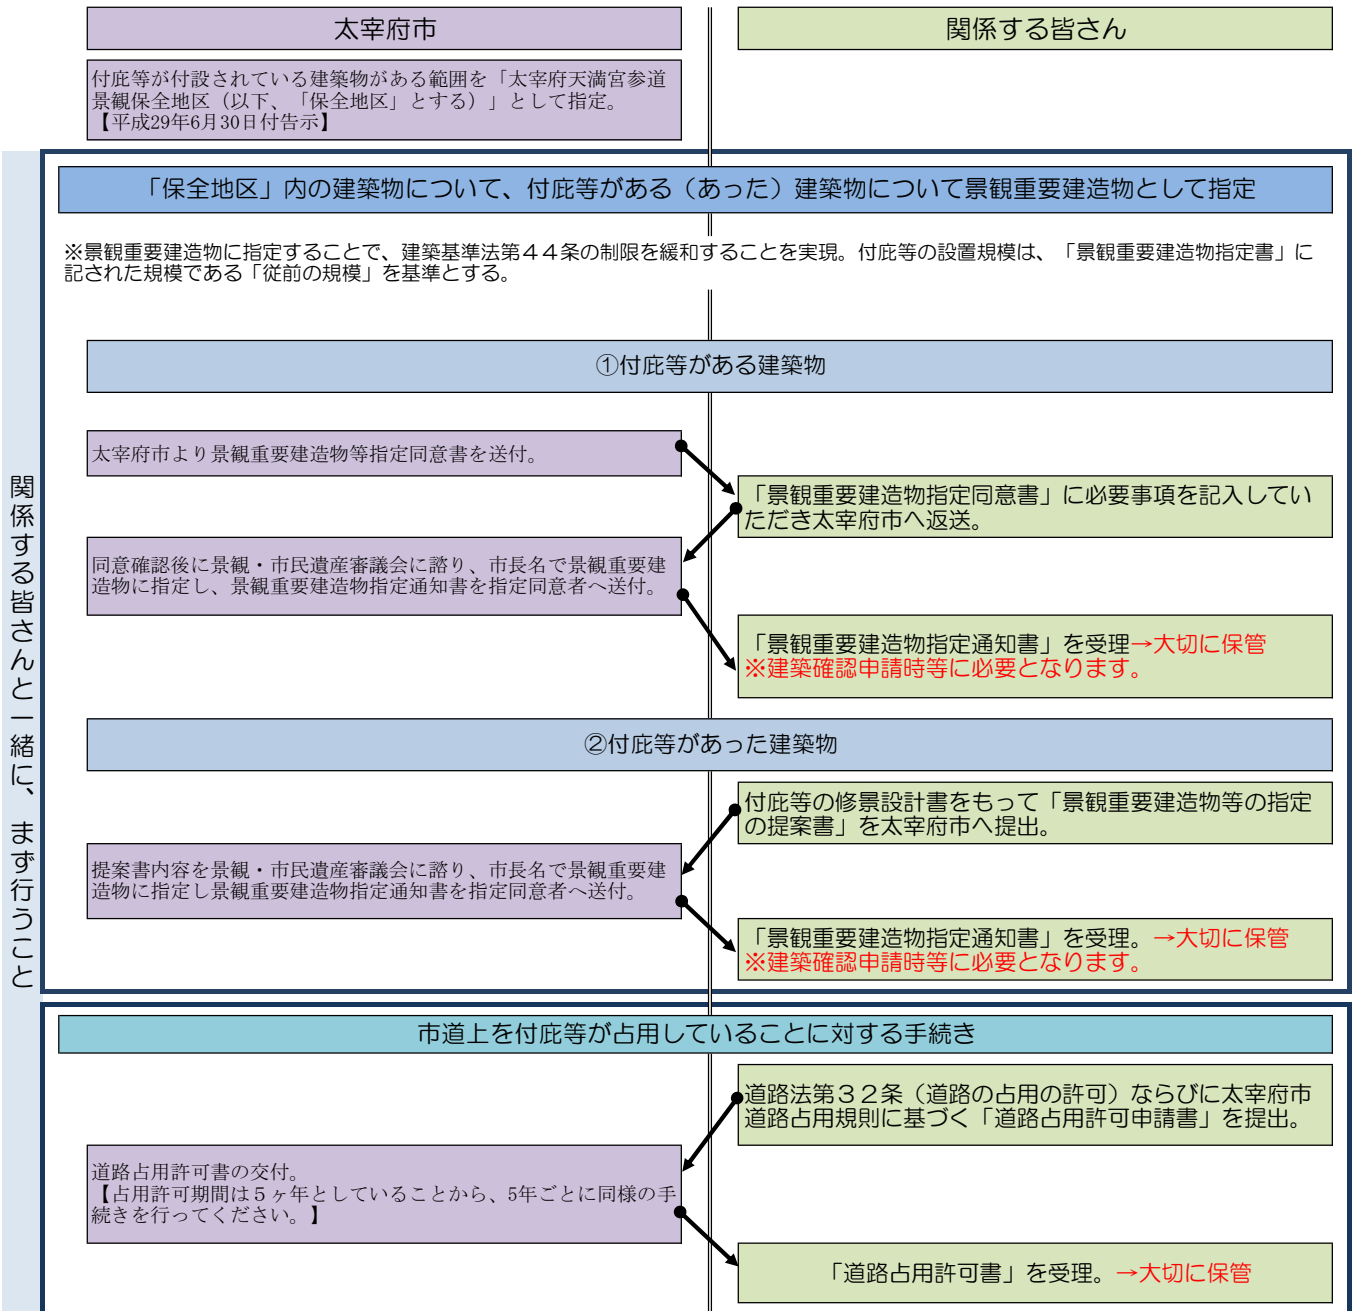 太宰府市
関係する皆さん
付庇等が付設されている建築物がある範囲を「太宰府天満宮参道
景観保全地区（以下、「保全地区」とする）」として指定。
【平成29年6月30日付告示】
関係する皆さんと一緒に、まず行うこと
「保全地区」内の建築物について、付庇等がある（あった）建築物について景観重要建造物として指定
※景観重要建造物に指定することで、建築基準法第４４条の制限を緩和することを実現。付庇等の設置規模は、「景観重要建造物指定書」に
記された規模である「従前の規模」を基準とする。
①付庇等がある建築物
太宰府市より景観重要建造物等指定同意書を送付。
「景観重要建造物指定同意書」に必要事項を記入してい
ただき太宰府市へ返送。
同意確認後に景観・市民遺産審議会に諮り、市長名で景観重要建
造物に指定し、景観重要建造物指定通知書を指定同意者へ送付。
「景観重要建造物指定通知書」を受理→大切に保管
※建築確認申請時等に必要となります。
②付庇等があった建築物
付庇等の修景設計書をもって「景観重要建造物等の指定
の提案書」を太宰府市へ提出。
提案書内容を景観・市民遺産審議会に諮り、市長名で景観重要建
造物に指定し景観重要建造物指定通知書を指定同意者へ送付。
「景観重要建造物指定通知書」を受理。→大切に保管
※建築確認申請時等に必要となります。
市道上を付庇等が占用していることに対する手続き
道路法第３２条（道路の占用の許可）ならびに太宰府市
道路占用規則に基づく「道路占用許可申請書」を提出。
道路占用許可書の交付。
【占用許可期間は５ヶ年としていることから、5年ごとに同様の手
続きを行ってください。】
「道路占用許可書」を受理。→大切に保管